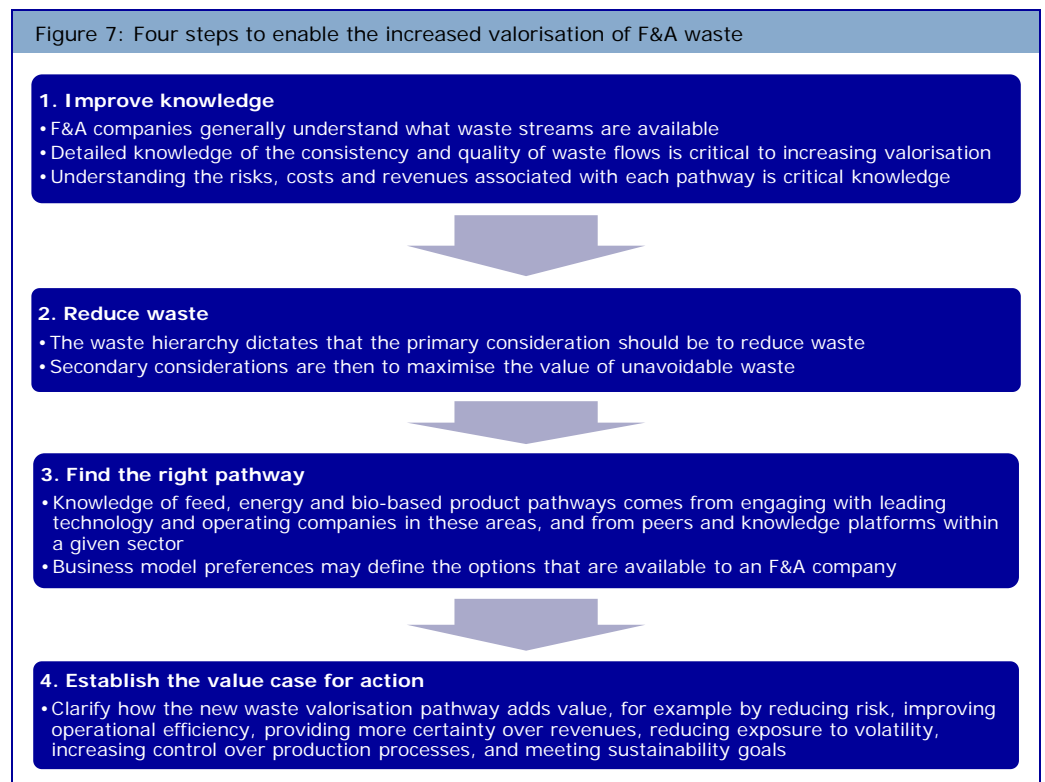 Figure 7: Four steps to enable the increased valorisation of F&A waste
1. Improve knowledge
• F&A companies generally understand what waste streams are available
• Detailed knowledge of the consistency and quality of waste flows is critical to increasing valorisation
• Understanding the risks, costs and revenues associated with each pathway is critical knowledge
2. Reduce waste
• The waste hierarchy dictates that the primary consideration should be to reduce waste
• Secondary considerations are then to maximise the value of unavoidable waste
3. Find the right pathway
• Knowledge of feed, energy and bio-based product pathways comes from engaging with leading
technology and operating companies in these areas, and from peers and knowledge platforms within
a given sector
• Business model preferences may define the options that are available to an F&A company
4. Establish the value case for action
• Clarify how the new waste valorisation pathway adds value, for example by reducing risk, improving
operational efficiency, providing more certainty over revenues, reducing exposure to volatility,
increasing control over production processes, and meeting sustainability goals